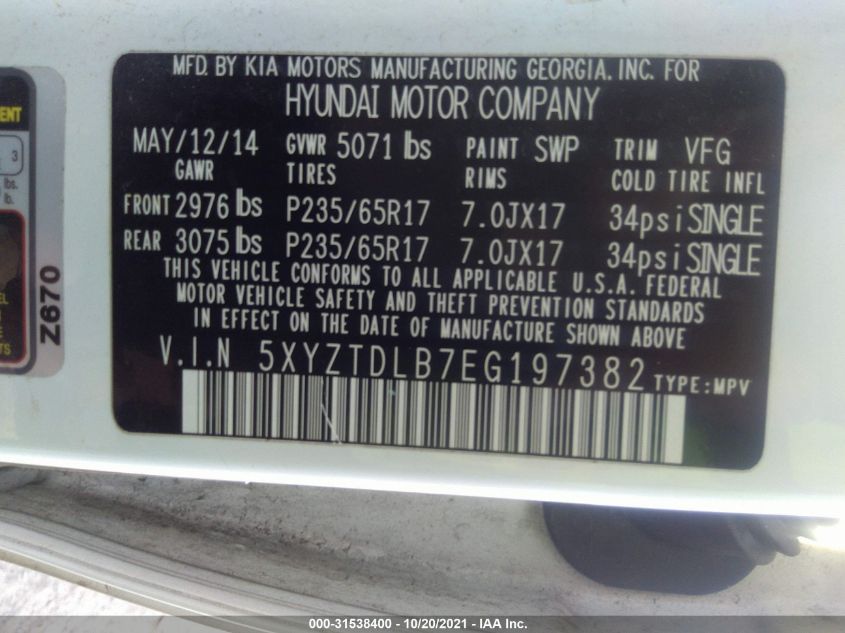 MFD. BY KIA MOTORS MANUFACTURING GEORGIA, INC. FOR
HYUNDAI MOTOR COMPANY
MAY/12/14 GVWR 5071 lbs PAINT SWP TRIM VFG
GAWR TIRES RIMS COLD TIRE INFL
FRONT 2976 lbs P235/65R17 7.0JX17 34psi SINGLE
REAR 3075 lbs P235/65R17 7.0JX17 34psi SINGLE
THIS VEHICLE CONFORMS TO ALL APPLICABLE U.S.A. FEDERAL
MOTOR VEHICLE SAFETY AND THEFT PREVENTION STANDARDS
IN EFFECT ON THE DATE OF MANUFACTURE SHOWN ABOVE
V.I.N 5XYZTDLB7EG197382 TYPE:MPV
3
lbs.
lb.
Z670
000-31538400 - 10/20/2021 - IAA Inc.